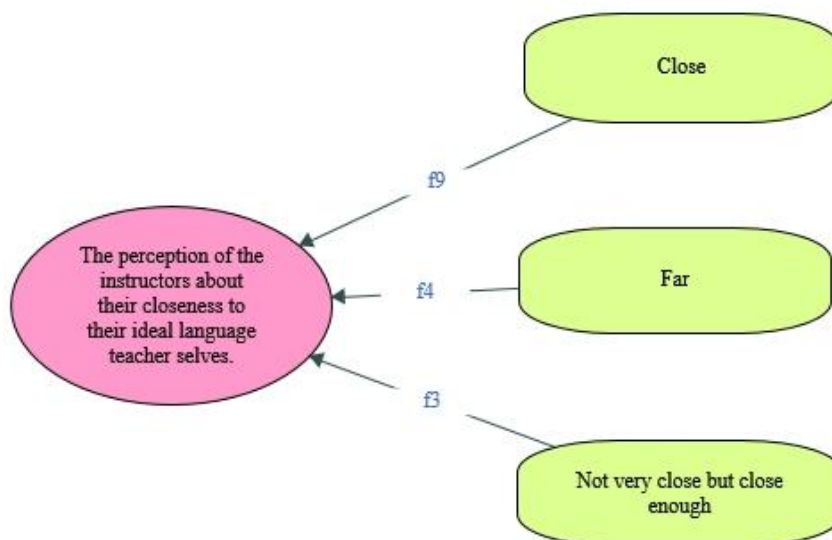 Close
f9
The perception of the
instructors about
their closeness to
their ideal language
teacher selves.
f4
Far
f3
Not very close but close
enough